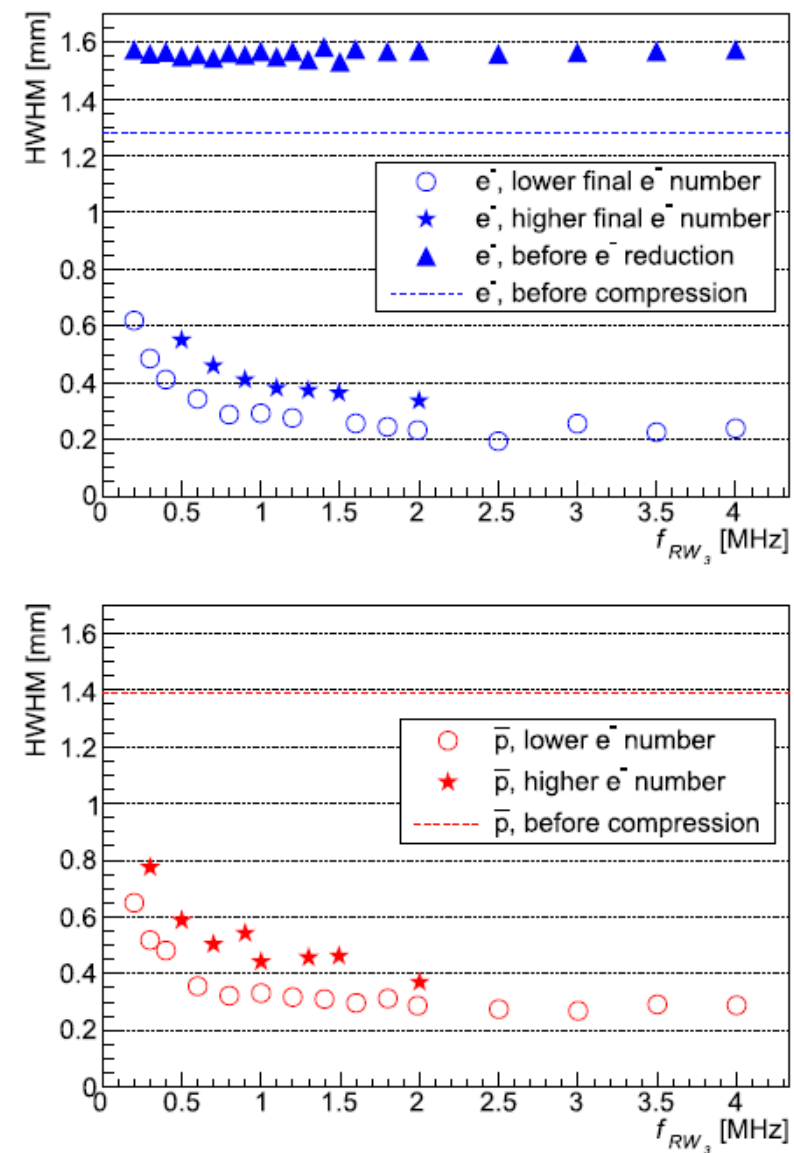 HWHM [mm]
1.6
1.4
1.2
1
0.8
0.6
0.4
0.2
0
e⁻, lower final e⁻ number
e⁻, higher final e⁻ number
e⁻, before e⁻ reduction
e⁻, before compression
0 0.5 1 1.5 2 2.5 3 3.5 4
f RW₃ [MHz]
HWHM [mm]
1.6
1.4
1.2
1
0.8
0.6
0.4
0.2
0
p̅, lower e⁻ number
p̅, higher e⁻ number
p̅, before compression
0 0.5 1 1.5 2 2.5 3 3.5 4
f RW₃ [MHz]